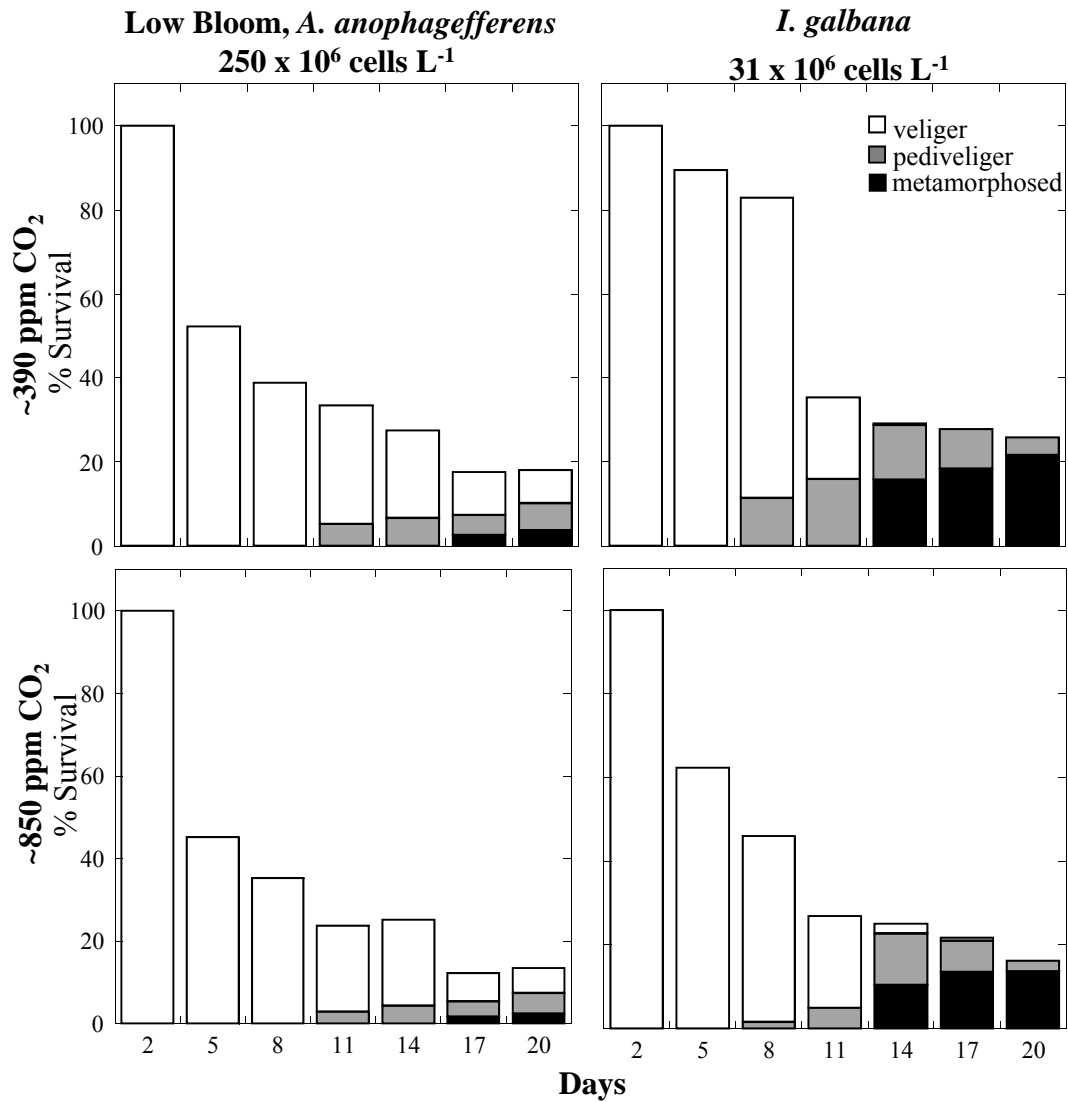 Low Bloom, A. anophagefferens
250 x 10⁶ cells L⁻¹
I. galbana
31 x 10⁶ cells L⁻¹
veliger
pediveliger
metamorphosed
~390 ppm CO₂
% Survival
100
80
60
40
20
0
~850 ppm CO₂
% Survival
100
80
60
40
20
0
2 5 8 11 14 17 20
2 5 8 11 14 17 20
Days